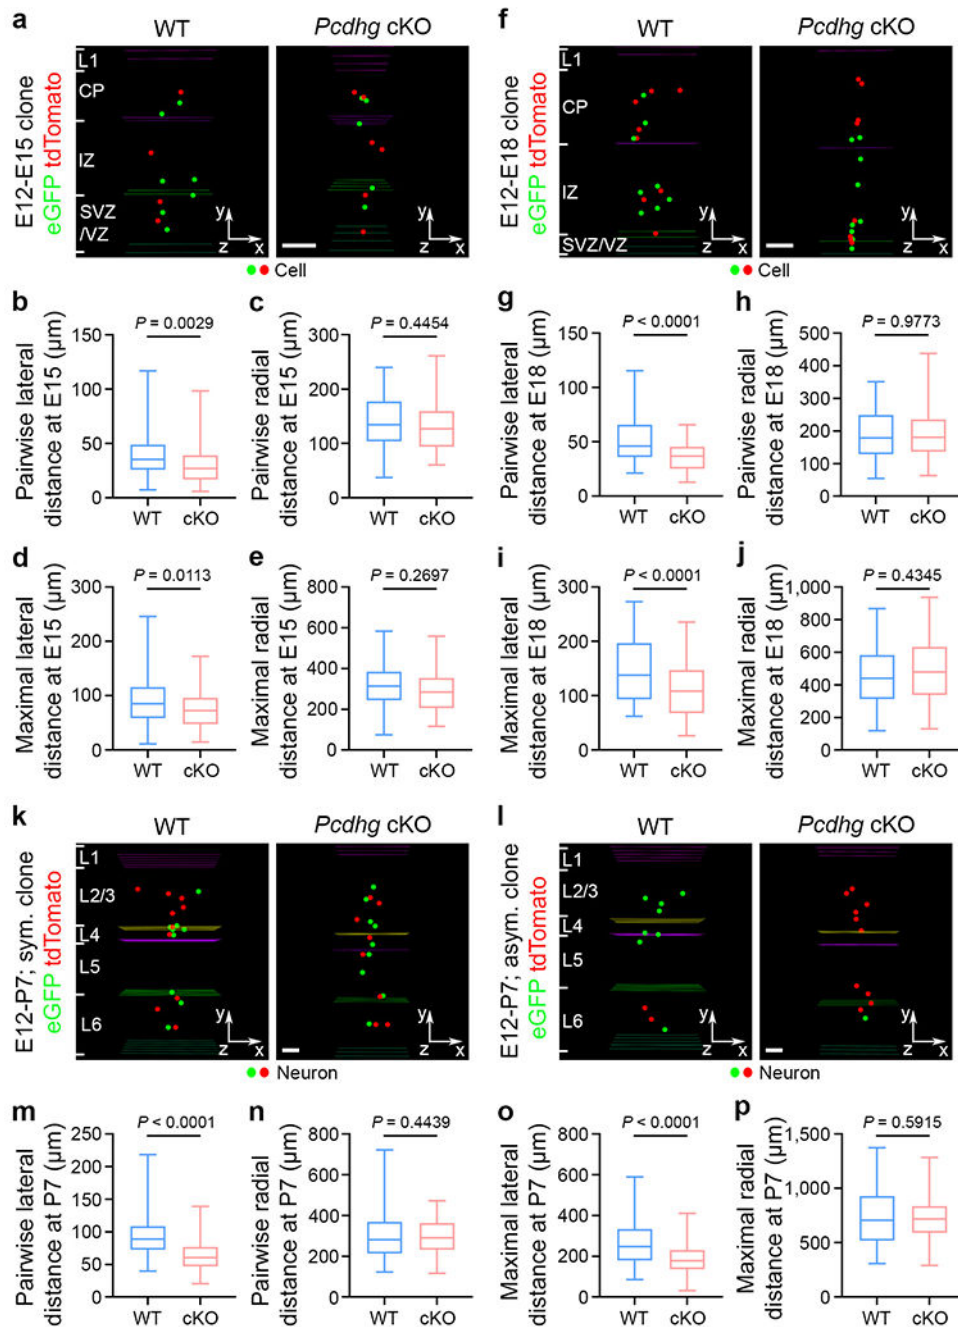 a
WT
Pcdhg cKO
E12-E15 clone
eGFP tdTomato
L1
CP
IZ
SVZ
/VZ
y
z
x
y
z
x
Cell
f
WT
Pcdhg cKO
E12-E18 clone
eGFP tdTomato
L1
CP
IZ
SVZ/VZ
y
z
x
y
z
x
Cell
b
P = 0.0029
Pairwise lateral
distance at E15 (μm)
150
100
50
0
WT
cKO
c
P = 0.4454
Pairwise radial
distance at E15 (μm)
300
200
100
0
WT
cKO
g
P < 0.0001
Pairwise lateral
distance at E18 (μm)
150
100
50
0
WT
cKO
h
P = 0.9773
Pairwise radial
distance at E18 (μm)
500
400
300
200
100
0
WT
cKO
d
P = 0.0113
Maximal lateral
distance at E15 (μm)
300
200
100
0
WT
cKO
e
P = 0.2697
Maximal radial
distance at E15 (μm)
800
600
400
200
0
WT
cKO
i
P < 0.0001
Maximal lateral
distance at E18 (μm)
300
200
100
0
WT
cKO
j
P = 0.4345
Maximal radial
distance at E18 (μm)
1,000
800
600
400
200
0
WT
cKO
k
WT
Pcdhg cKO
E12-P7; sym. clone
eGFP tdTomato
L1
L2/3
L4
L5
L6
y
z
x
y
z
x
Neuron
l
WT
Pcdhg cKO
E12-P7; asym. clone
eGFP tdTomato
L1
L2/3
L4
L5
L6
y
z
x
y
z
x
Neuron
m
P < 0.0001
Pairwise lateral
distance at P7 (μm)
250
200
150
100
50
0
WT
cKO
n
P = 0.4439
Pairwise radial
distance at P7 (μm)
800
600
400
200
0
WT
cKO
o
P < 0.0001
Maximal lateral
distance at P7 (μm)
800
600
400
200
0
WT
cKO
p
P = 0.5915
Maximal radial
distance at P7 (μm)
1,500
1,000
500
0
WT
cKO